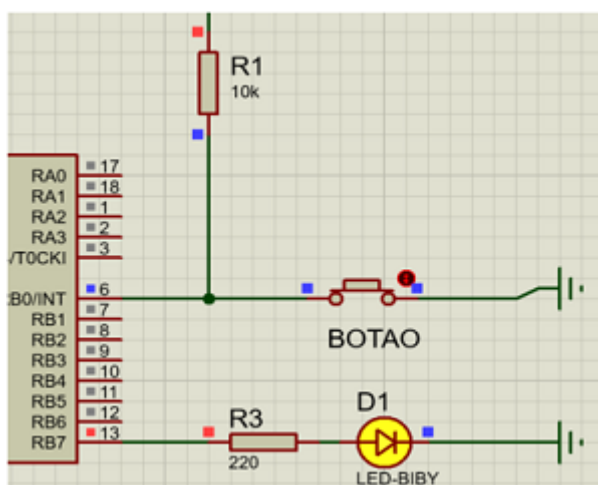 R1
10k
RA0 17
RA1 18
RA2 1
RA3 2
/T0CKI 3
RB0/INT 6
RB1 7
RB2 8
RB3 9
RB4 10
RB5 11
RB6 12
RB7 13
BOTAO
R3
220
D1
LED-BIBY